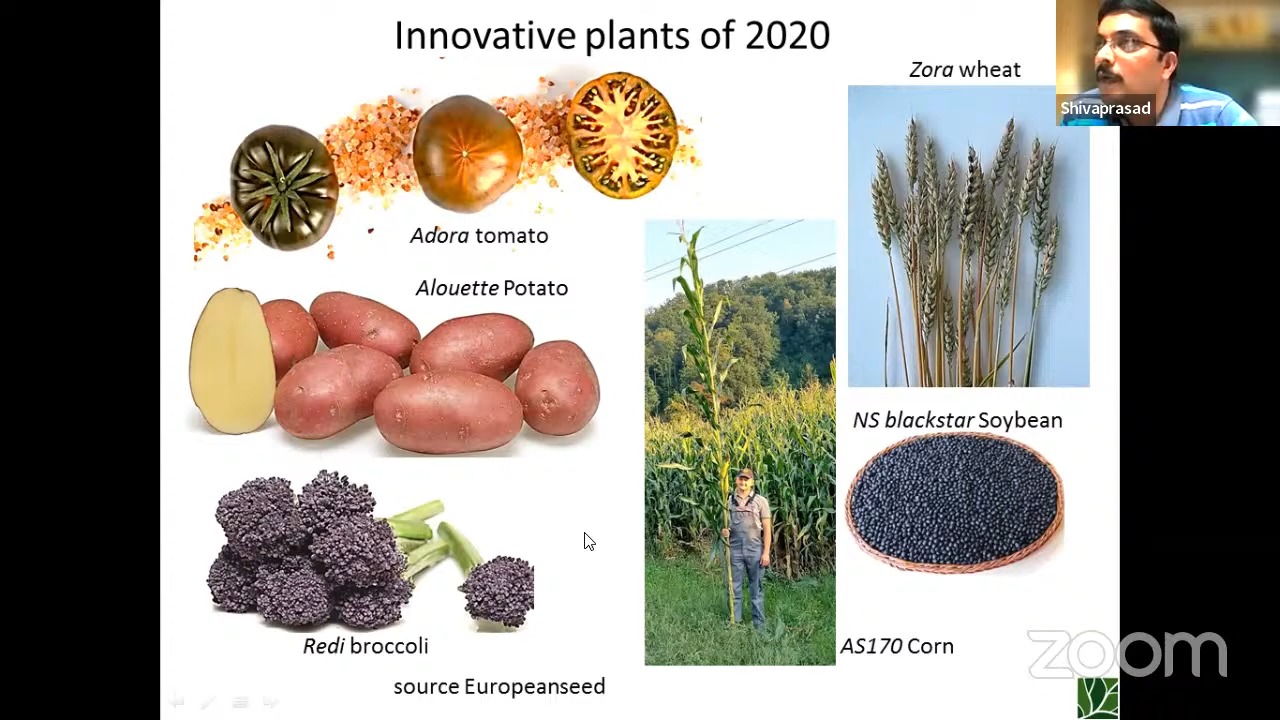 Innovative plants of 2020
Zora wheat
Shivaprasad
Adora tomato
Alouette Potato
NS blackstar Soybean
Redi broccoli
AS170 Corn
zoom
source Europeanseed